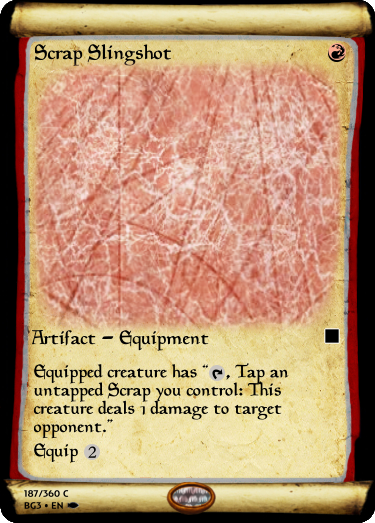 Scrap Slingshot
Artifact – Equipment
Equipped creature has “, Tap an
untapped Scrap you control: This
creature deals 1 damage to target
opponent.”
Equip 2
187/360 C
BG3 • EN